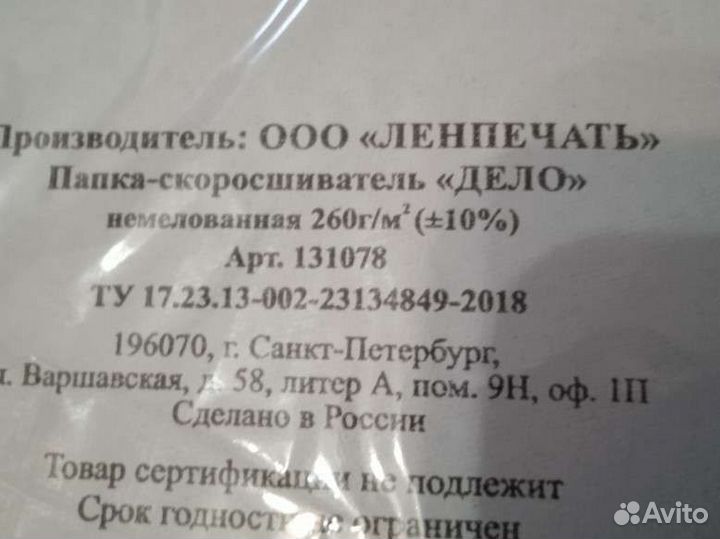 Производитель: ООО «ЛЕНПЕЧАТЬ»
Папка-скоросшиватель «ДЕЛО»
немелованная 260г/м² (±10%)
Арт. 131078
ТУ 17.23.13-002-23134849-2018
196070, г. Санкт-Петербург,
Варшавская, д. 58, литер А, пом. 9Н, оф. 1П
Сделано в России
Товар сертификации не подлежит
Срок годности не ограничен
Avito